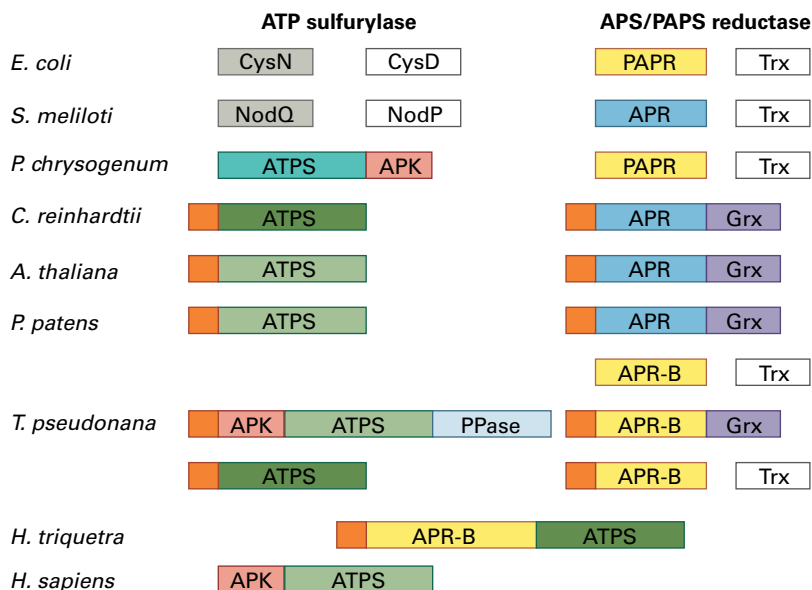 ATP sulfurylase APS/PAPS reductase
E. coli CysN CysD PAPR Trx
S. meliloti NodQ NodP APR Trx
P. chrysogenum ATPS APK PAPR Trx
C. reinhardtii ATPS APR Grx
A. thaliana ATPS APR Grx
P. patens ATPS APR Grx
APR-B Trx
T. pseudonana APK ATPS PPase APR-B Grx
ATPS APR-B Trx
H. triquetra APR-B ATPS
H. sapiens APK ATPS